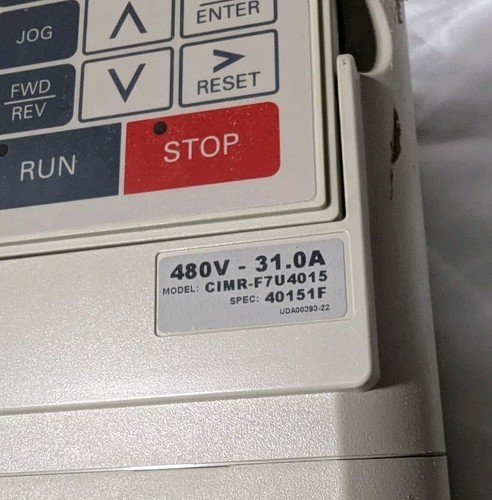 JOG
ENTER
FWD
REV
>
RESET
RUN
STOP
480V - 31.0A
MODEL: CIMR-F7U4015
SPEC: 40151F
UDA00393-22